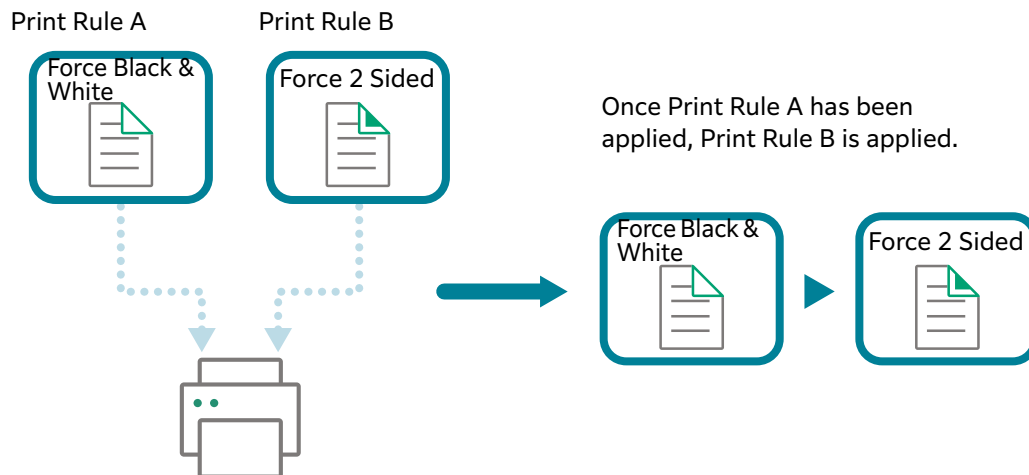 Print Rule A
Print Rule B
Force Black &
White
Force 2 Sided
Once Print Rule A has been
applied, Print Rule B is applied.
Force Black &
White
Force 2 Sided